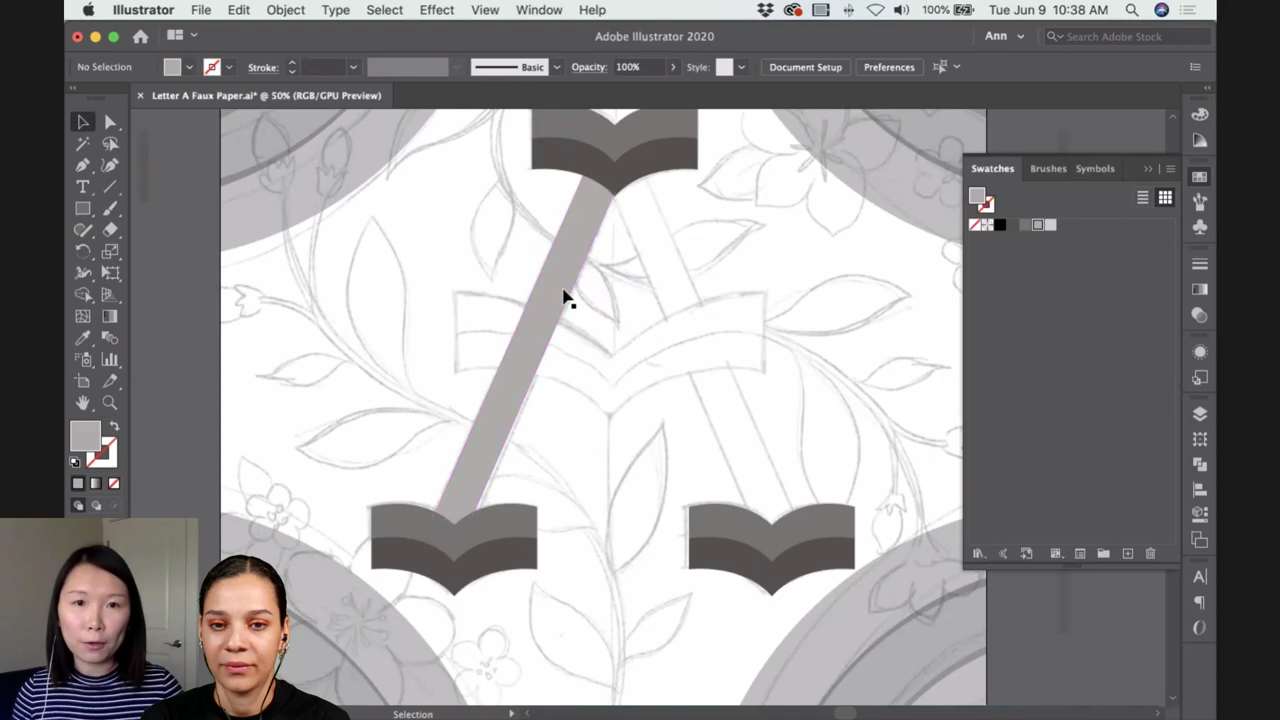 Illustrator File Edit Object Type Select Effect View Window Help 100% Tue Jun 9 10:38 AM
Adobe Illustrator 2020 Ann Search Adobe Stock
No Selection Stroke: Basic Opacity: 100% Style: Document Setup Preferences
Letter A Faux Paper.ai* @ 50% (RGB/GPU Preview)
Swatches Brushes Symbols
Selection